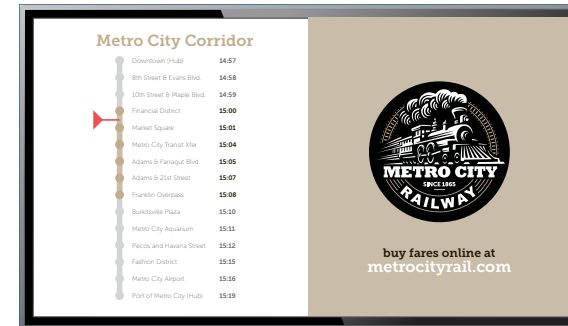 Metro City Corridor
Downtown (Hub) 14:57
8th Street & Evans Blvd. 14:58
10th Street & Maple Blvd. 14:59
Financial District 15:00
Market Square 15:01
Metro City Transit Xfer 15:04
Adams & Farragut Blvd. 15:05
Adams & 21st Street 15:07
Franklin Overpass 15:08
Burkitsville Plaza 15:10
Metro City Aquarium 15:11
Pecos and Havana Street 15:12
Fashion District 15:15
Metro City Airport 15:16
Port of Metro City (Hub) 15:19
METRO CITY
SINCE 1865
RAILWAY
buy fares online at
metrocityrail.com